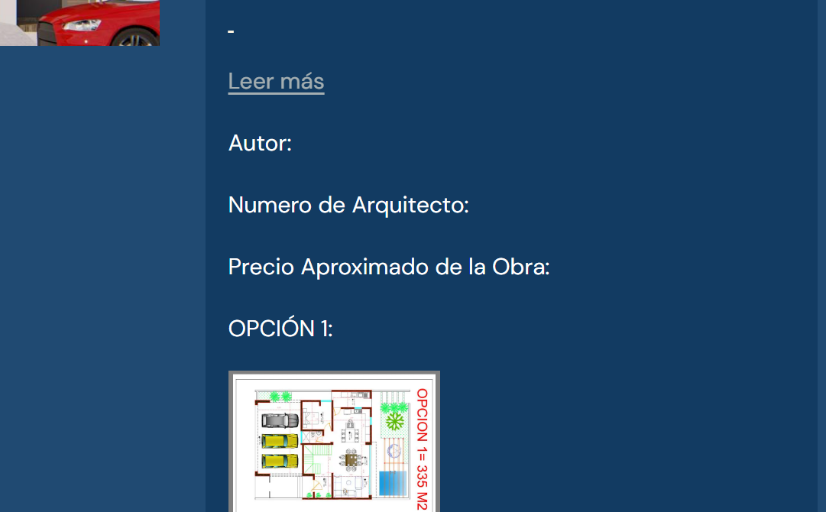 -
Leer más
Autor:
Numero de Arquitecto:
Precio Aproximado de la Obra:
OPCIÓN 1:
OPCION 1= 335 M2